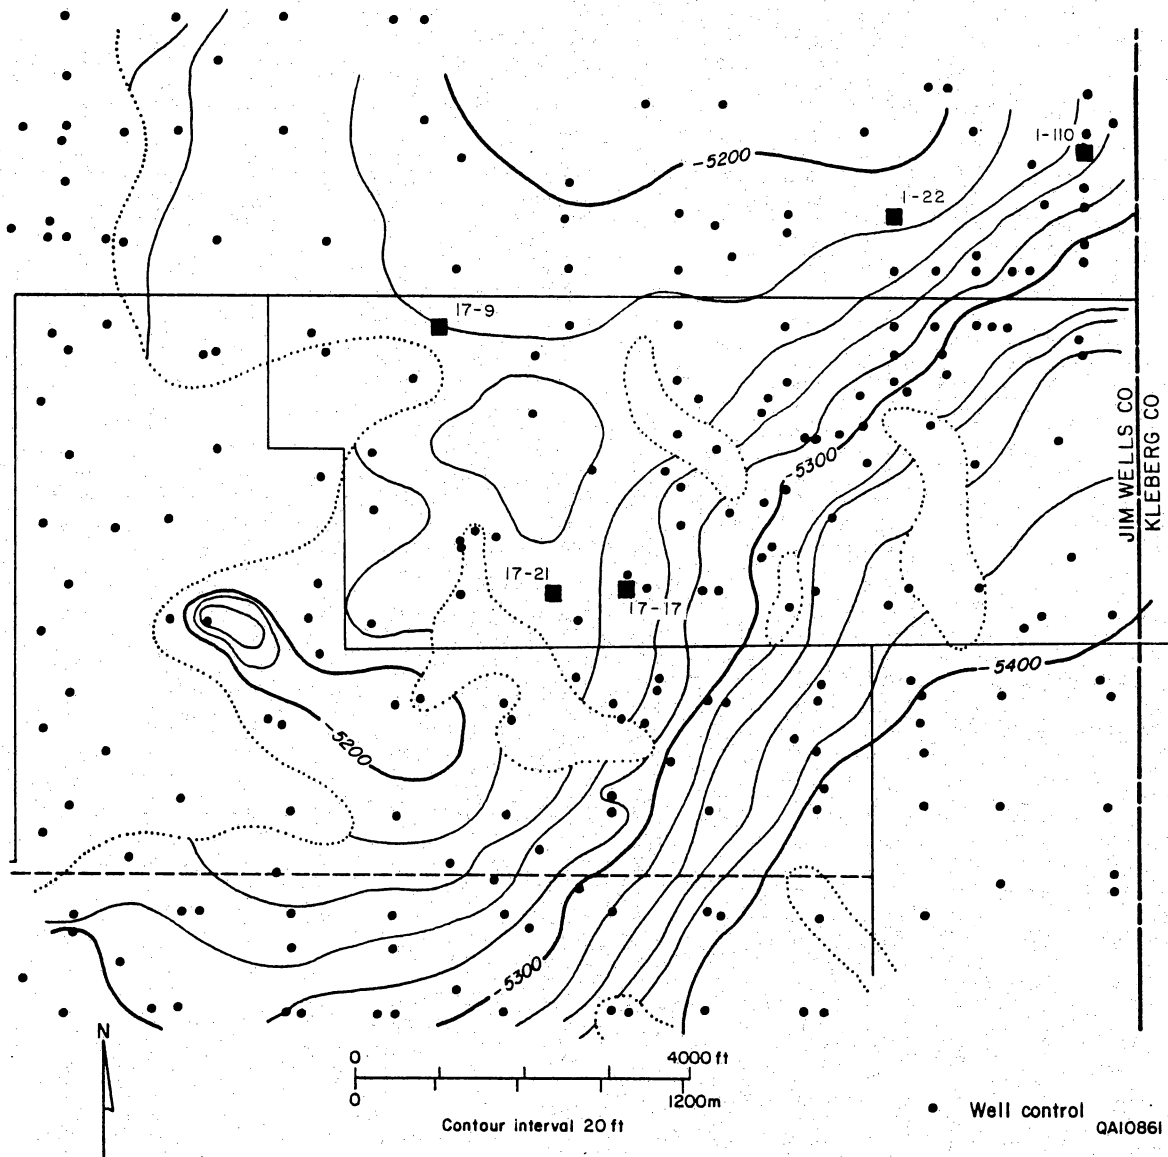 1-110
-5200
1-22
17-9
JIM WELLS CO
KLEBERG CO
-5300
17-21
17-17
-5400
-5200
-5300
N
0 4000 ft
0 1200m
Contour interval 20 ft
Well control
QA10861